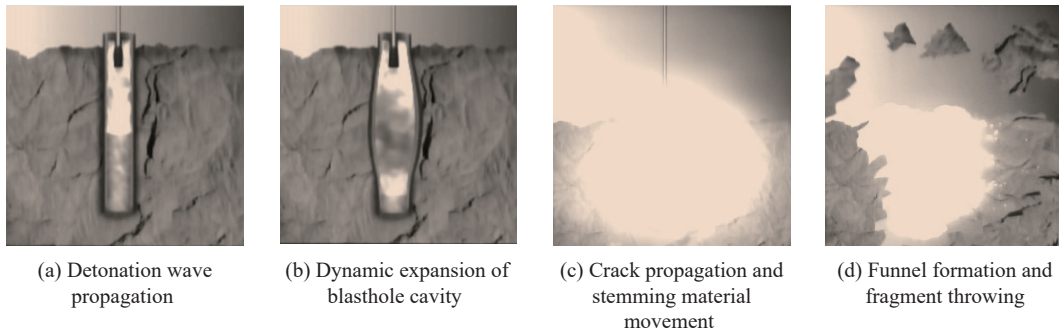 (a) Detonation wave
propagation
(b) Dynamic expansion of
blasthole cavity
(c) Crack propagation and
stemming material
movement
(d) Funnel formation and
fragment throwing